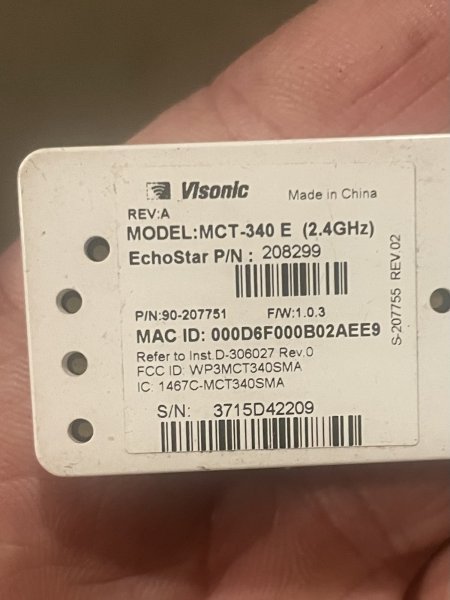 Visonic
Made in China
REV:A
MODEL:MCT-340 E (2.4GHz)
EchoStar P/N : 208299
P/N:90-207751 F/W:1.0.3
MAC ID: 000D6F000B02AEE9
Refer to Inst.D-306027 Rev.0
FCC ID: WP3MCT340SMA
IC: 1467C-MCT340SMA
S/N: 3715D42209
S-207755 REV.02